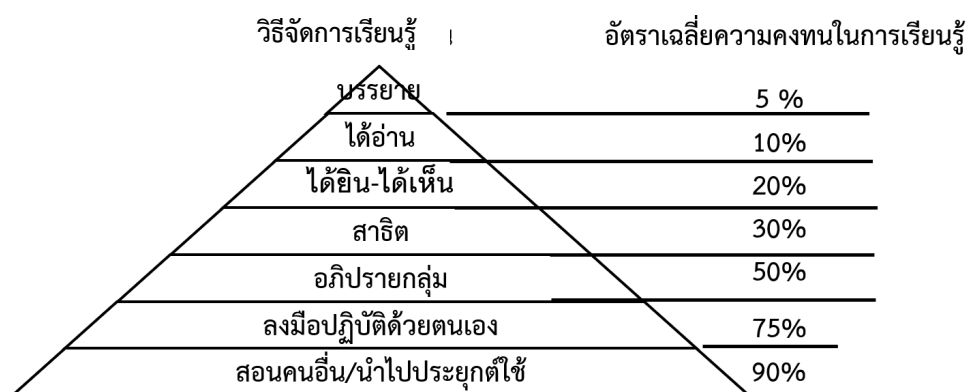 วิธีจัดการเรียนรู้ อัตราเฉลี่ยความคงทนในการเรียนรู้
บรรยาย 5 %
ได้อ่าน 10%
ได้ยิน-ได้เห็น 20%
สาธิต 30%
อภิปรายกลุ่ม 50%
ลงมือปฏิบัติด้วยตนเอง 75%
สอนคนอื่น/นำไปประยุกต์ใช้ 90%